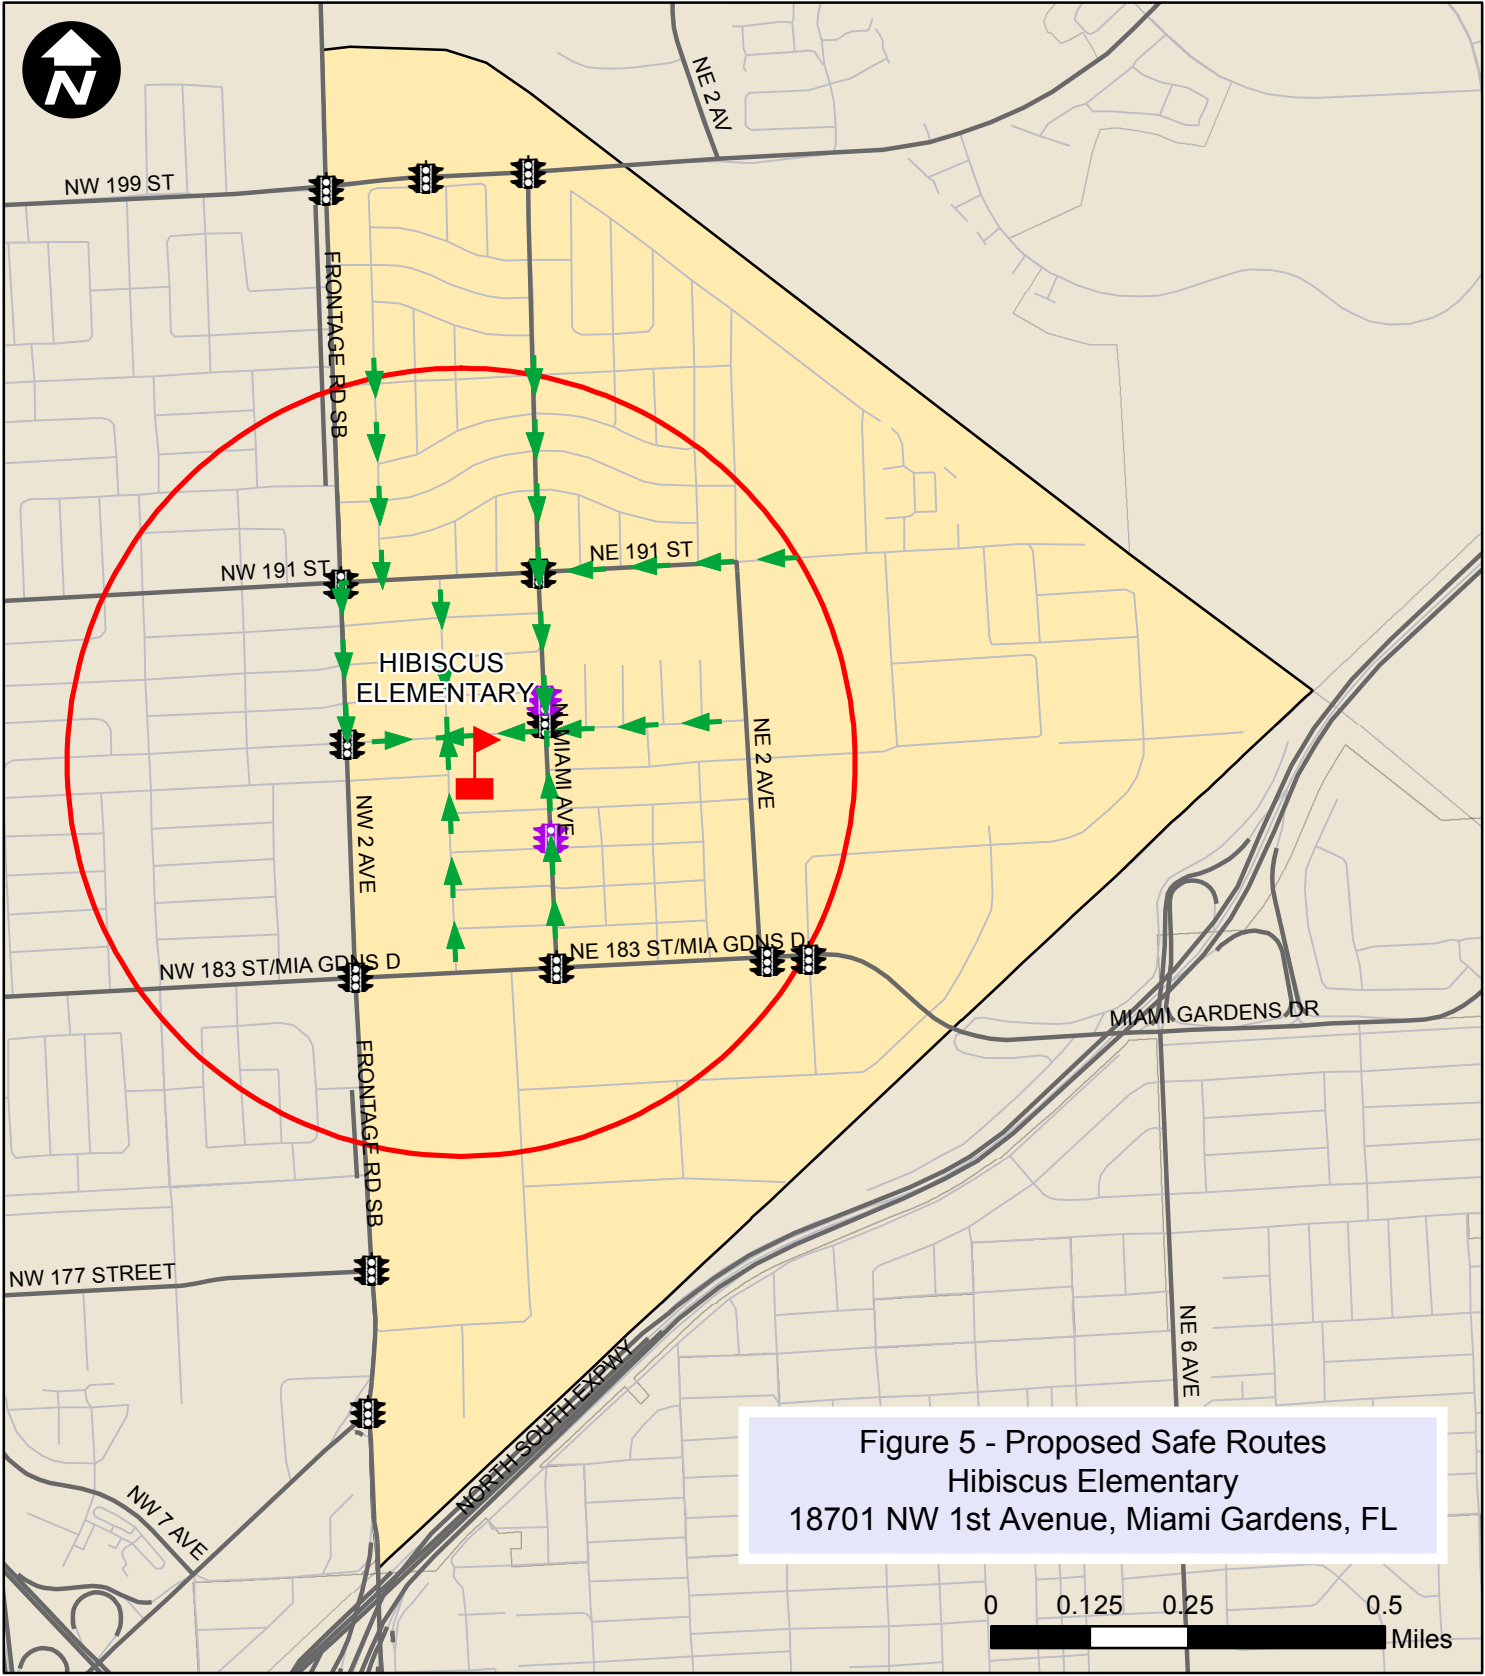 N
NE 2 AV
NW 199 ST
FRONTAGE RD SB
NE 191 ST
NW 191 ST
HIBISCUS
ELEMENTARY
N MIAMI AVE
NE 2 AVE
NW 2 AVE
NE 183 ST/MIA GDNS D
NW 183 ST/MIA GDNS D
MIAMI GARDENS DR
FRONTAGE RD SB
NW 177 STREET
NE 6 AVE
NORTH SOUTH EXPWY
NW 7 AVE
Figure 5 - Proposed Safe Routes
Hibiscus Elementary
18701 NW 1st Avenue, Miami Gardens, FL
0 0.125 0.25 0.5
Miles